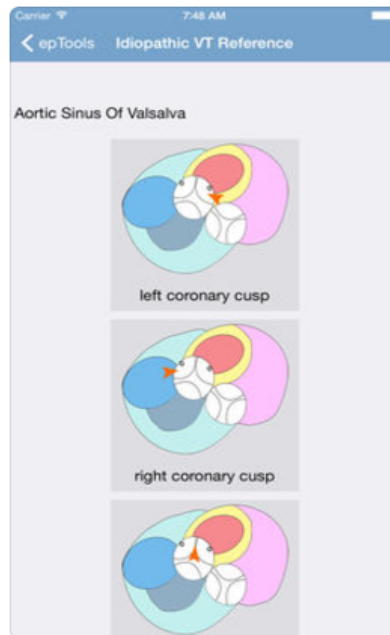 Carrier 7:48 AM
epTools Idiopathic VT Reference
Aortic Sinus Of Valsalva
left coronary cusp
right coronary cusp